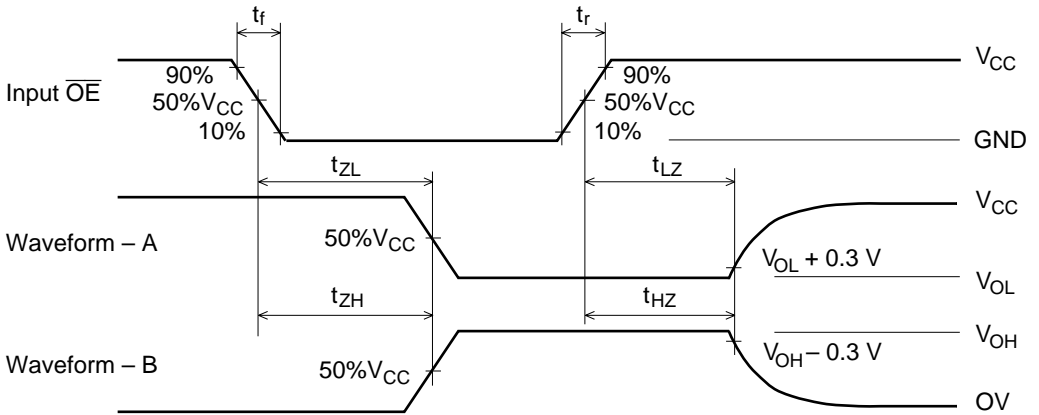 tf
tr
VCC
90%
90%
Input OE
50%VCC
50%VCC
10%
10%
GND
tZL
tLZ
VCC
Waveform – A
50%VCC
VOL + 0.3 V
VOL
tZH
tHZ
VOH
VOH – 0.3 V
Waveform – B
50%VCC
OV